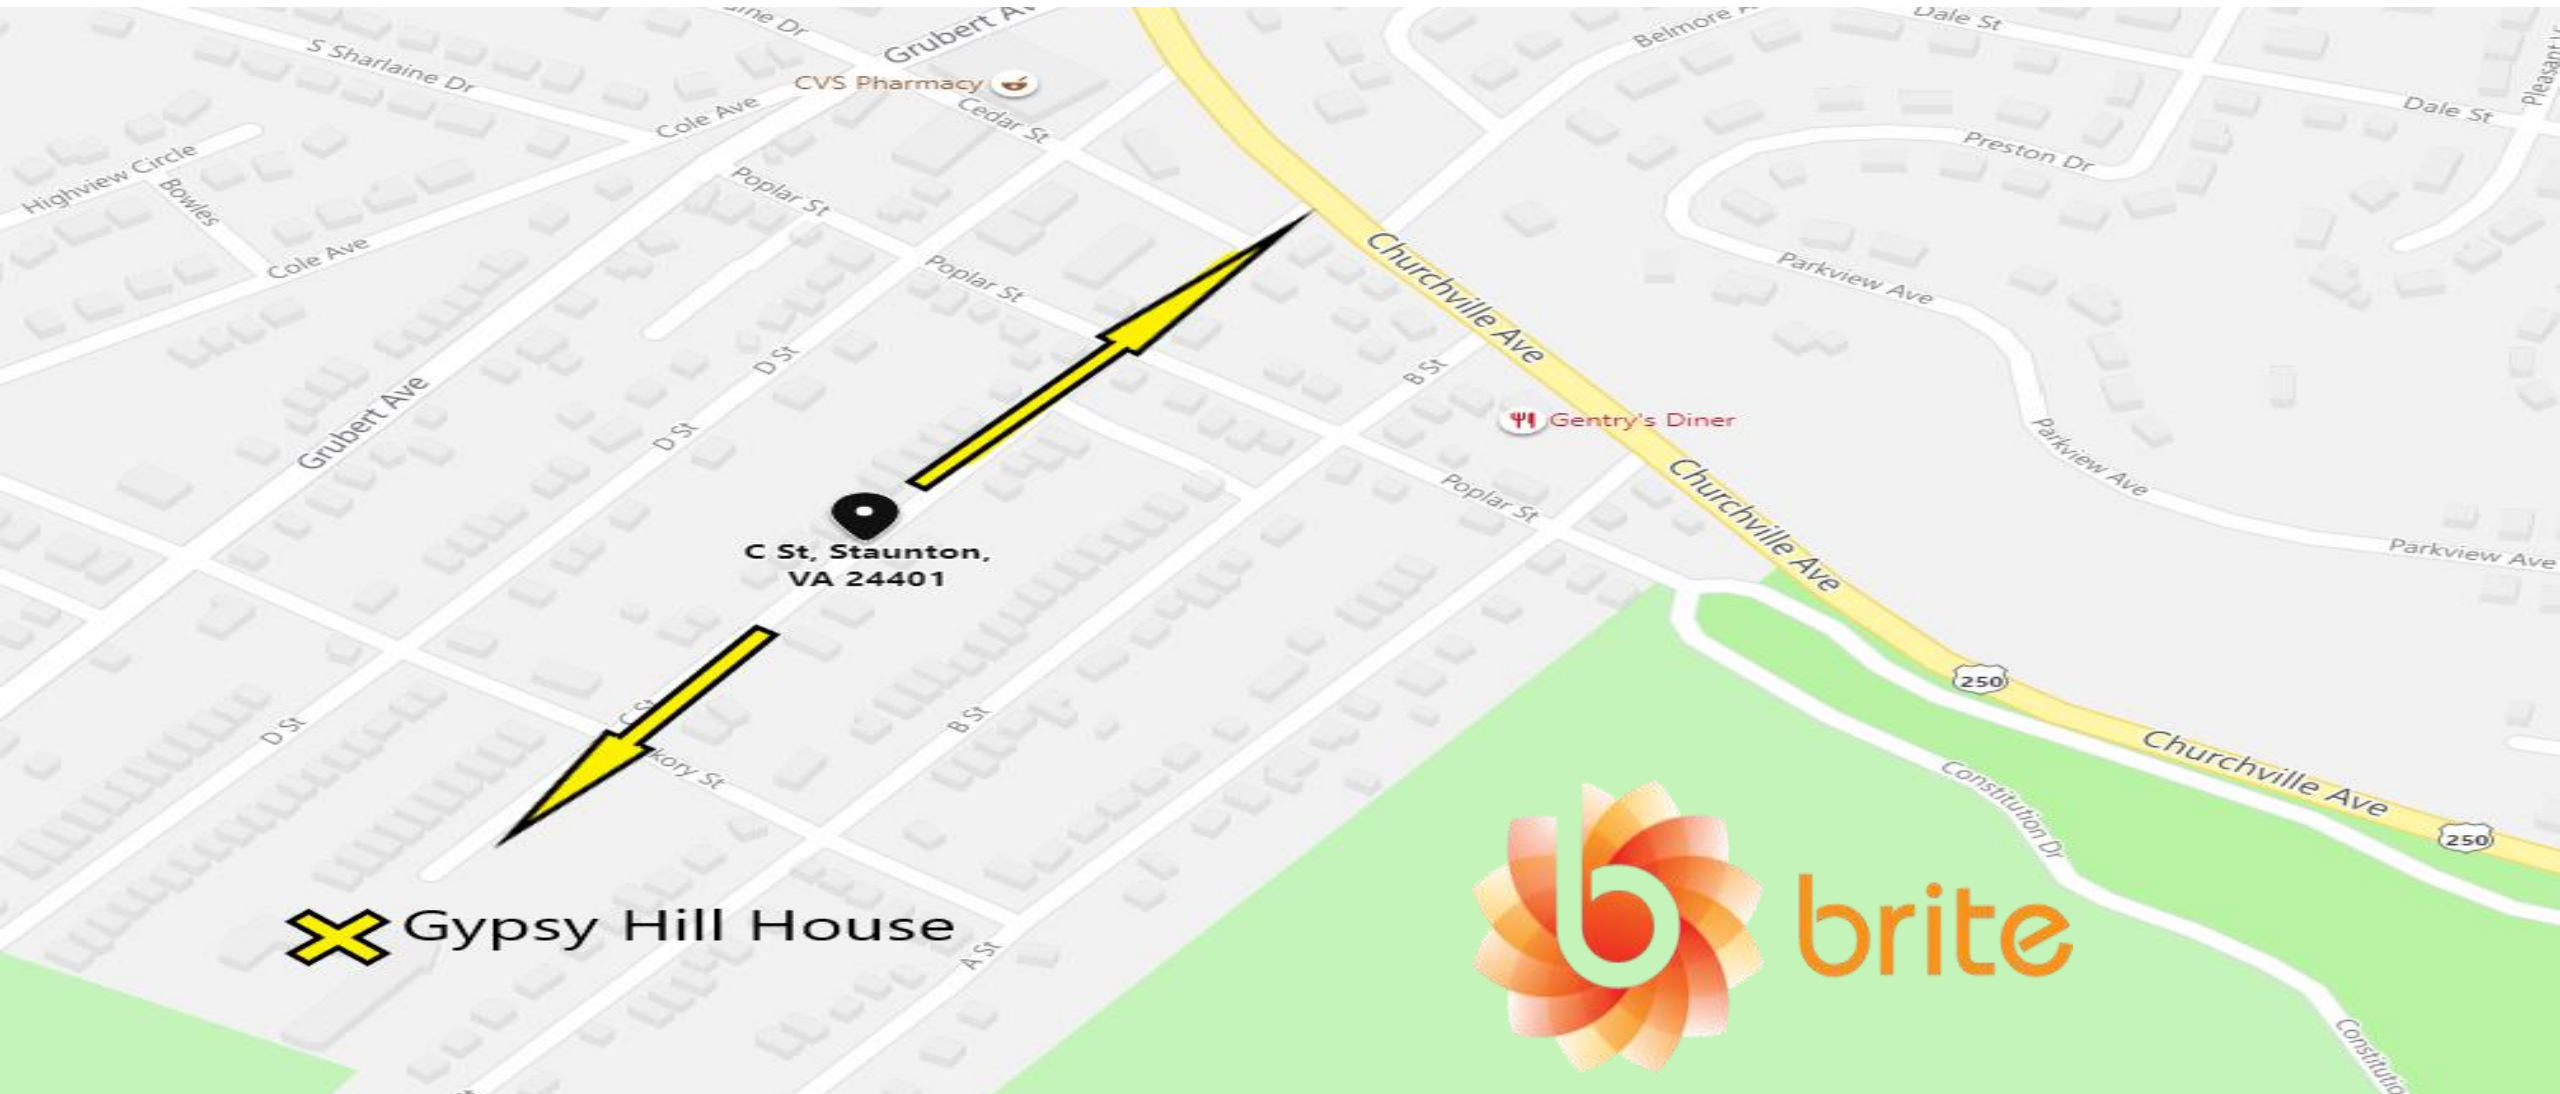 Dale St
Belmore
Grubert
S Sharlaine Dr
CVS Pharmacy
Cole Ave
Cedar St
Dale St
Highview Circle
Preston Dr
Bowles
Poplar St
Cole Ave
Poplar St
Churchville Ave
Parkview Ave
D St
B St
Grubert Ave
D St
Gentry's Diner
Parkview Ave
Churchville Ave
Poplar St
C St, Staunton,
VA 24401
Parkview Ave
250
C St
kory St
B St
D St
Churchville Ave
250
Constitution Dr
Gypsy Hill House
A St
b
brite